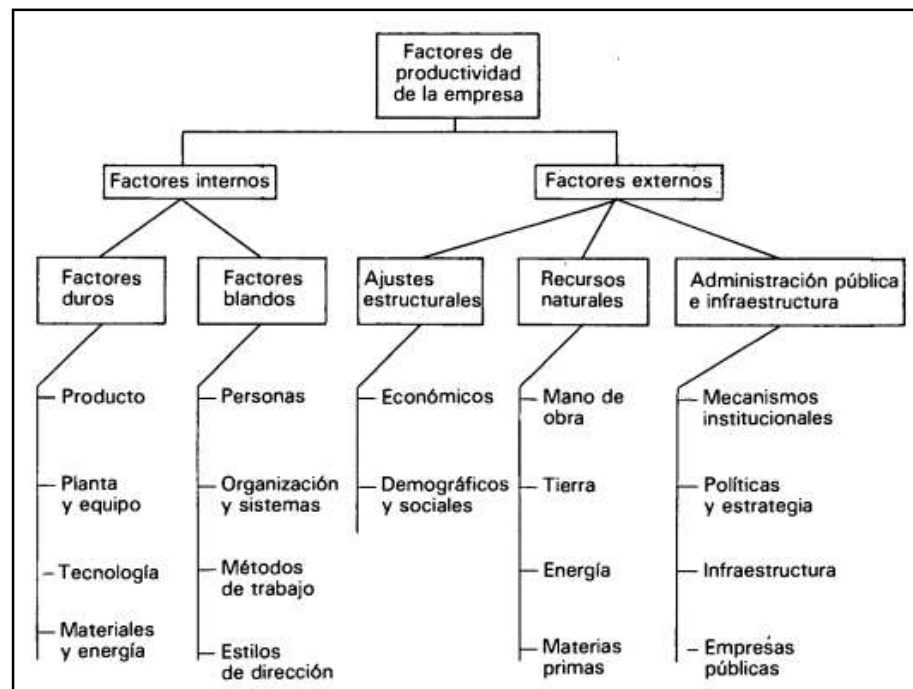 Factores de
productividad
de la empresa
Factores internos
Factores externos
Factores
duros
Factores
blandos
Ajustes
estructurales
Recursos
naturales
Administración pública
e infraestructura
Producto
Planta
y equipo
Tecnología
Materiales
y energía
Personas
Organización
y sistemas
Métodos
de trabajo
Estilos
de dirección
Económicos
Demográficos
y sociales
Mano de
obra
Tierra
Energía
Materias
primas
Mecanismos
institucionales
Políticas
y estrategia
Infraestructura
Empresas
públicas